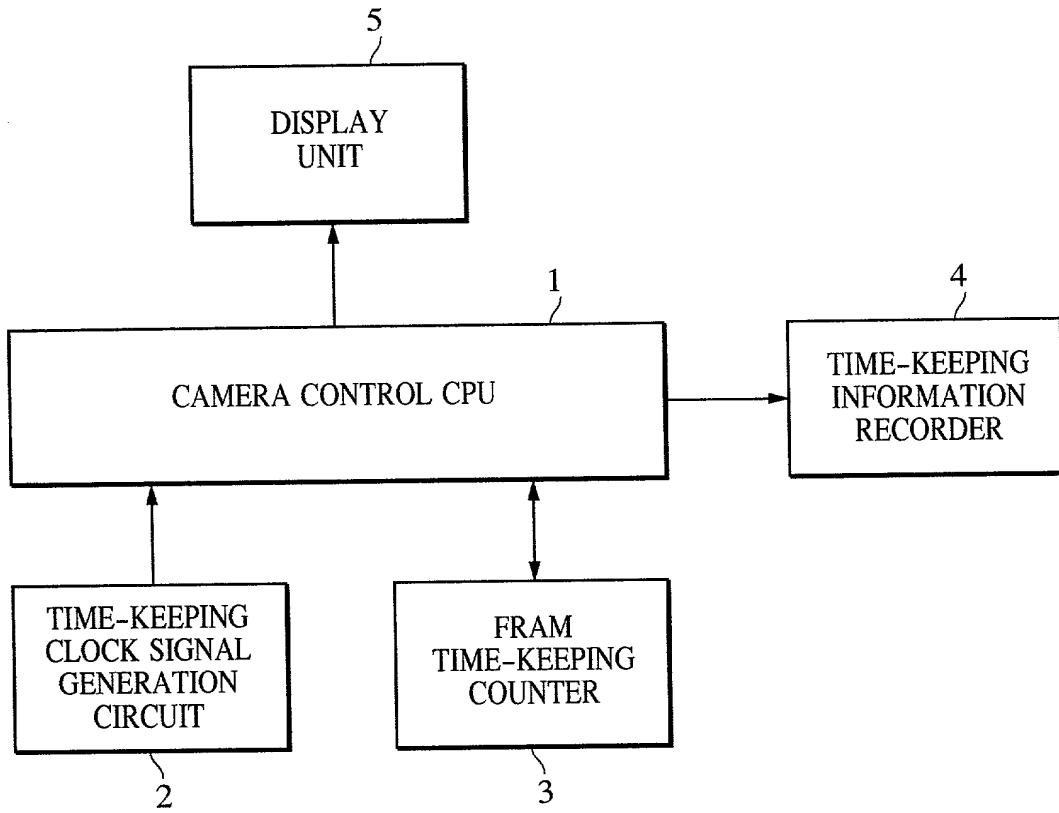 5
DISPLAY
UNIT
1
CAMERA CONTROL CPU
4
TIME-KEEPING
INFORMATION
RECORDER
TIME-KEEPING
CLOCK SIGNAL
GENERATION
CIRCUIT
2
FRAM
TIME-KEEPING
COUNTER
3